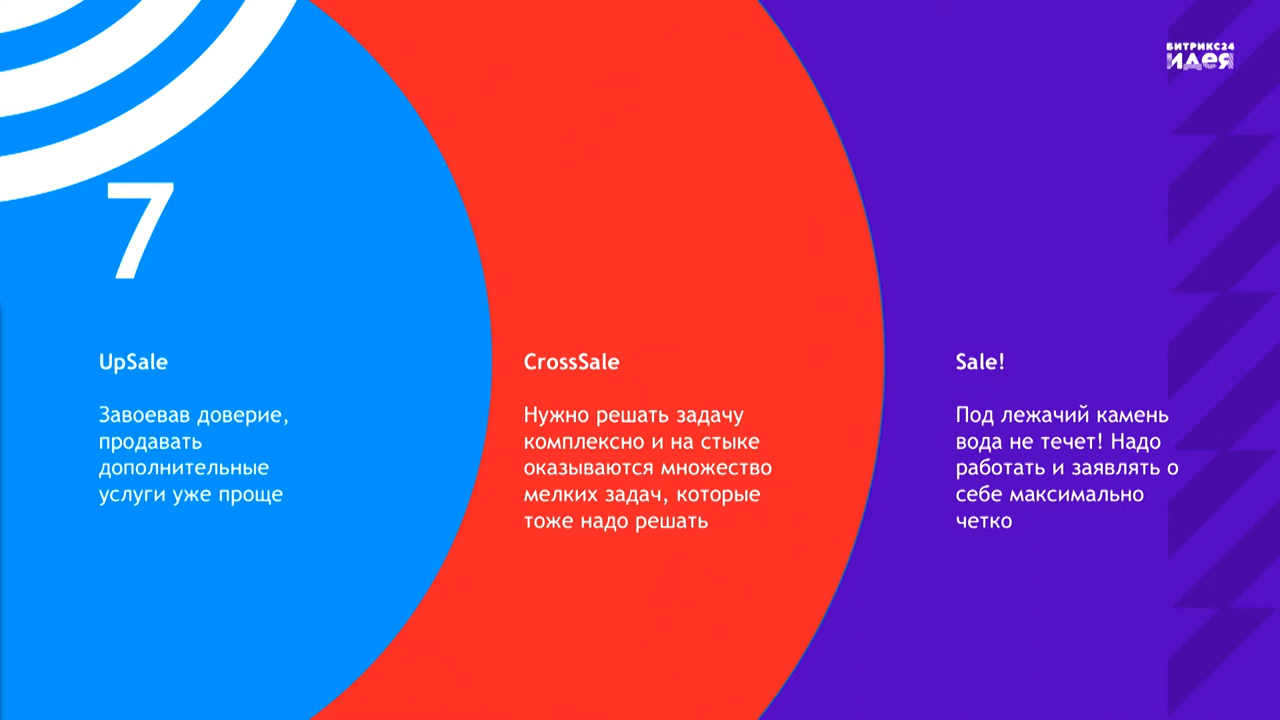 БИТРИКС24
идея
7
UpSale
Завоевав доверие,
продавать
дополнительные
услуги уже проще
CrossSale
Нужно решать задачу
комплексно и на стыке
оказываются множество
мелких задач, которые
тоже надо решать
Sale!
Под лежачий камень
вода не течет! Надо
работать и заявлять о
себе максимально
четко